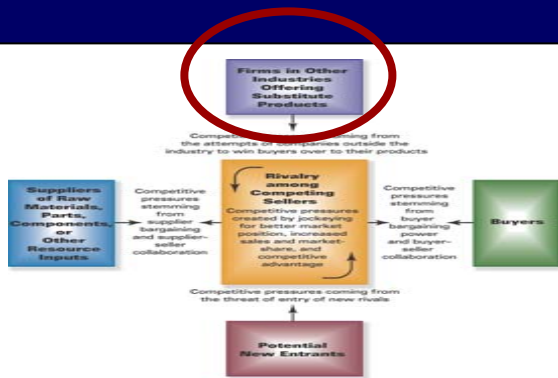 Firms in Other
Industries
Offering
Substitute
Products
Competitive pressures coming from
the attempts of companies outside the
industry to win buyers over to their products
Suppliers
of Raw
Materials,
Parts,
Components,
or
Other
Resource
Inputs
Competitive
pressures
stemming
from
supplier
bargaining
and supplier-
seller
collaboration
Rivalry
among
Competing
Sellers
Competitive pressures
created by jockeying
for better market
position, increased
sales and market-
share, and
competitive
advantage
Competitive
pressures
stemming
from
buyer
bargaining
power
and buyer-
seller
collaboration
Buyers
Competitive pressures coming from
the threat of entry of new rivals
Potential
New Entrants